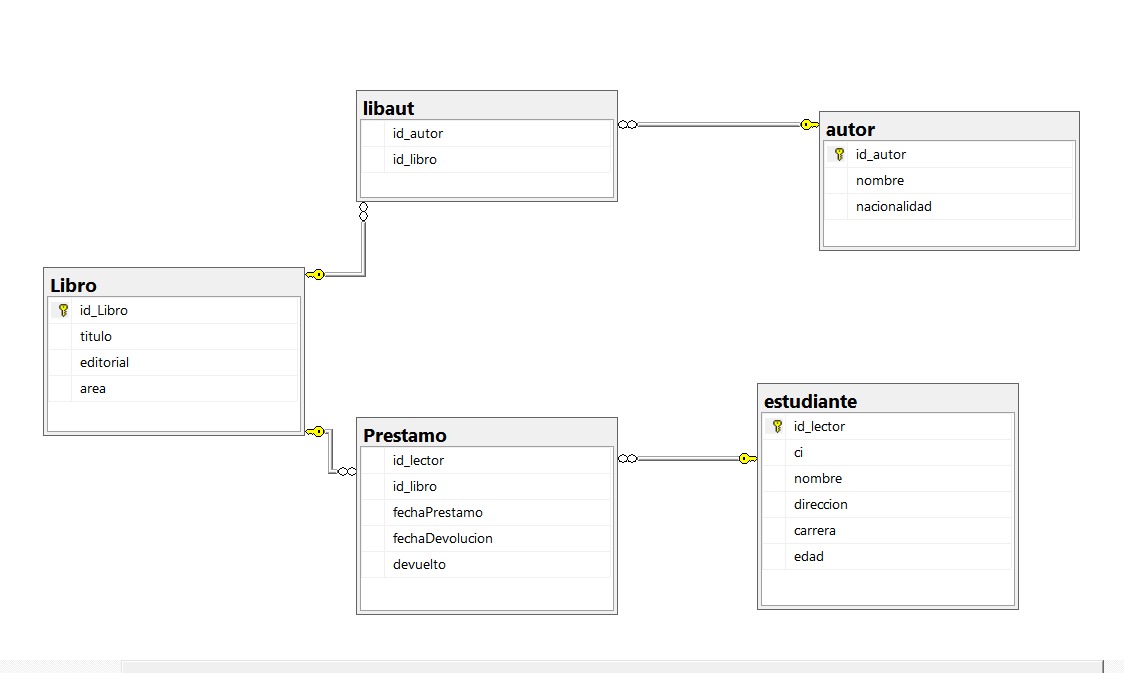 libaut
id_autor
id_libro
autor
id_autor
nombre
nacionalidad
Libro
id_Libro
titulo
editorial
area
Prestamo
id_lector
id_libro
fechaPrestamo
fechaDevolucion
devuelto
estudiante
id_lector
ci
nombre
direccion
carrera
edad